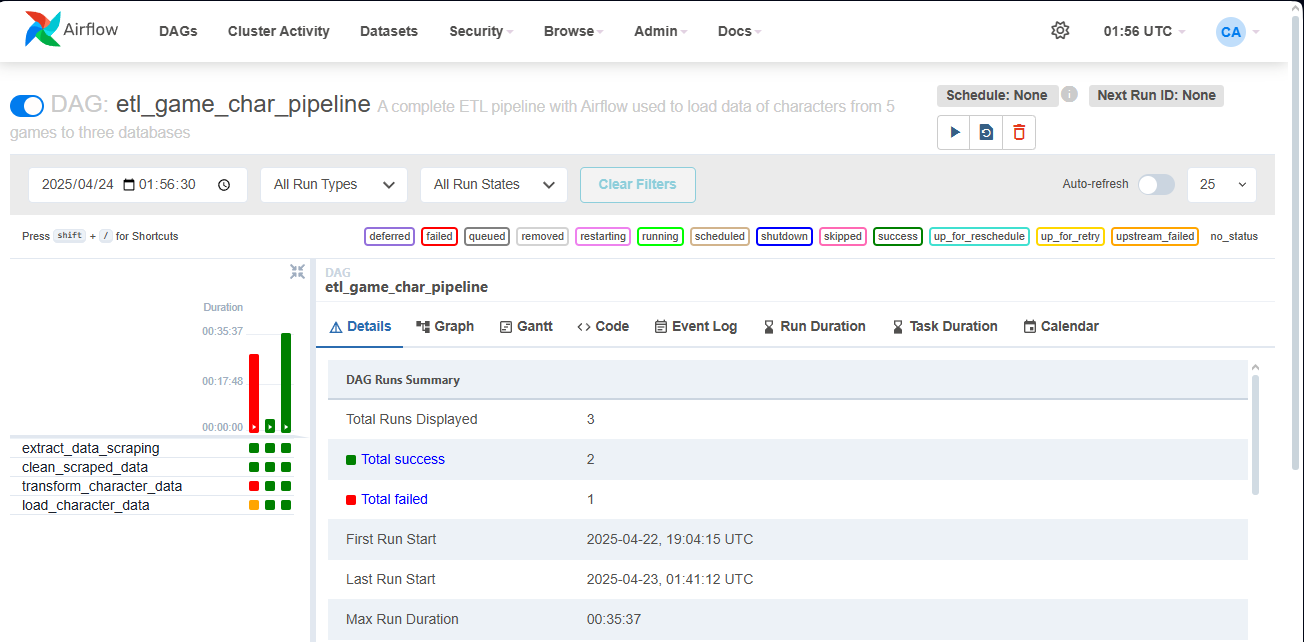 Airflow
DAGs Cluster Activity Datasets Security Browse Admin Docs 01:56 UTC CA
DAG: etl_game_char_pipeline A complete ETL pipeline with Airflow used to load data of characters from 5
games to three databases
Schedule: None i Next Run ID: None
2025/04/24 01:56:30 All Run Types All Run States Clear Filters Auto-refresh 25
Press shift + / for Shortcuts deferred failed queued removed restarting running scheduled shutdown skipped success up_for_reschedule up_for_retry upstream_failed no_status
Duration
00:35:37
00:17:48
00:00:00
extract_data_scraping
clean_scraped_data
transform_character_data
load_character_data
DAG
etl_game_char_pipeline
Details Graph Gantt Code Event Log Run Duration Task Duration Calendar
DAG Runs Summary
Total Runs Displayed 3
Total success 2
Total failed 1
First Run Start 2025-04-22, 19:04:15 UTC
Last Run Start 2025-04-23, 01:41:12 UTC
Max Run Duration 00:35:37